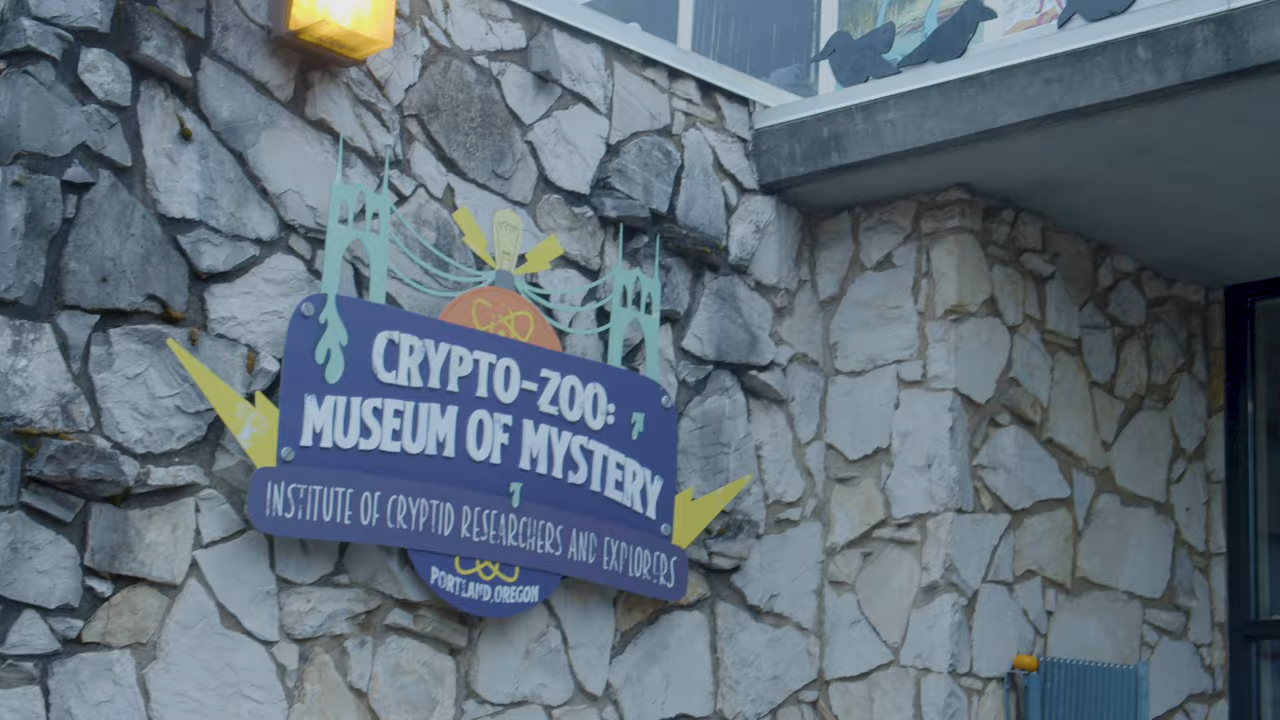 CRYPTO-ZOO:
MUSEUM OF MYSTERY
INSTITUTE OF CRYPTID RESEARCHERS AND EXPLORERS
PORTLAND, OREGON